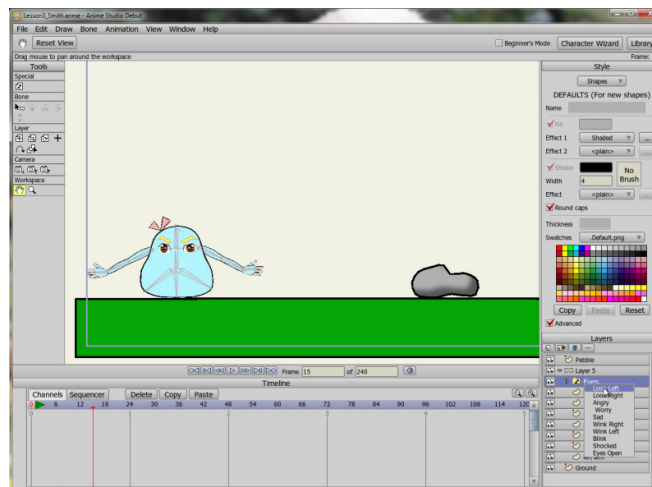 Lesson3_Smith.anme - Anime Studio Debut
File Edit Draw Bone Animation View Window Help
Reset View
Beginner's Mode
Character Wizard
Library
Drag mouse to pan around the workspace
Frame:
Tools
Special
Bone
Layer
Camera
Workspace
Style
Shapes
DEFAULTS (For new shapes)
Name
Fill
Effect 1 Shaded ...
Effect 2 <plain> ...
Stroke
No Brush
Width 4
Effect <plain> ...
Round caps
Thickness
Swatches Default.png
Copy Paste Reset
Advanced
Layers
Pebble
Layer 5
Eyes
Look Left
Look Right
Angry
Worry
Sad
Wink Right
Wink Left
Blink
Shocked
Eyes Open
Ground
Frame 15 of 240
Timeline
Channels Sequencer Delete Copy Paste
0 6 12 18 24 30 36 42 48 54 60 66 72 78 84 90 96 102 108 114 120